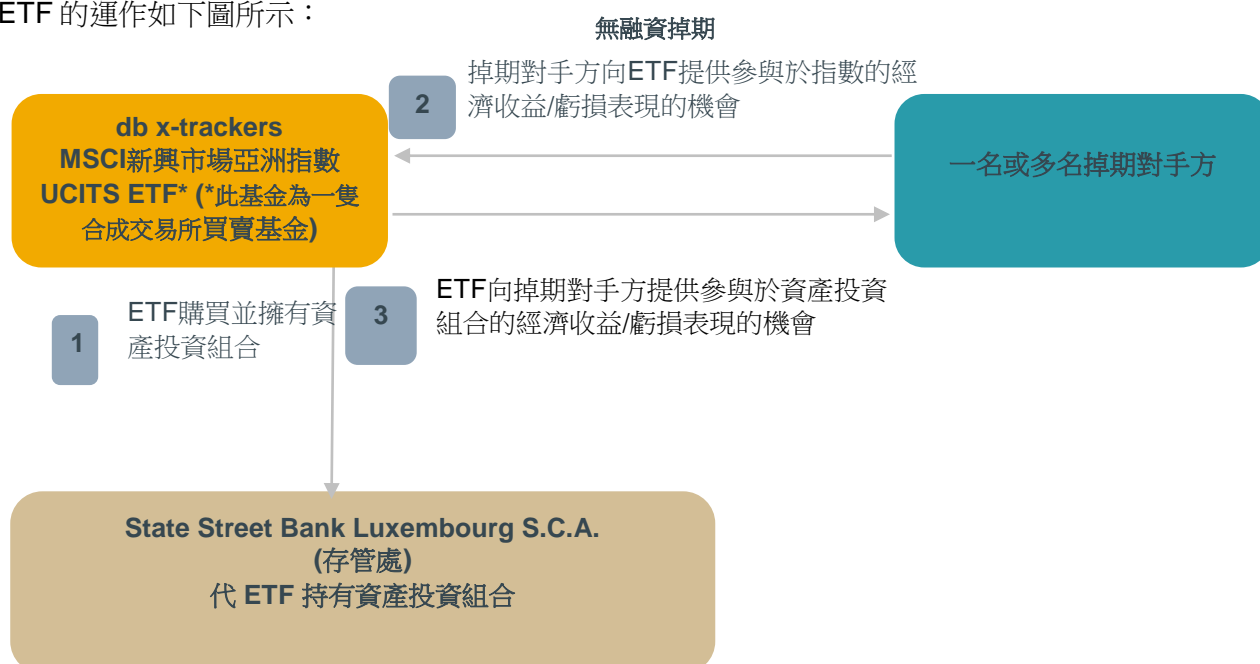 ETF 的運作如下圖所示：
無融資掉期
掉期對手方向ETF提供參與於指數的經
濟收益/虧損表現的機會
2
db x-trackers
MSCI新興市場亞洲指數
UCITS ETF* (*此基金為一隻
合成交易所買賣基金)
一名或多名掉期對手方
ETF向掉期對手方提供參與於資產投資
組合的經濟收益/虧損表現的機會
3
ETF購買並擁有資
產投資組合
1
State Street Bank Luxembourg S.C.A.
(存管處)
代 ETF 持有資產投資組合